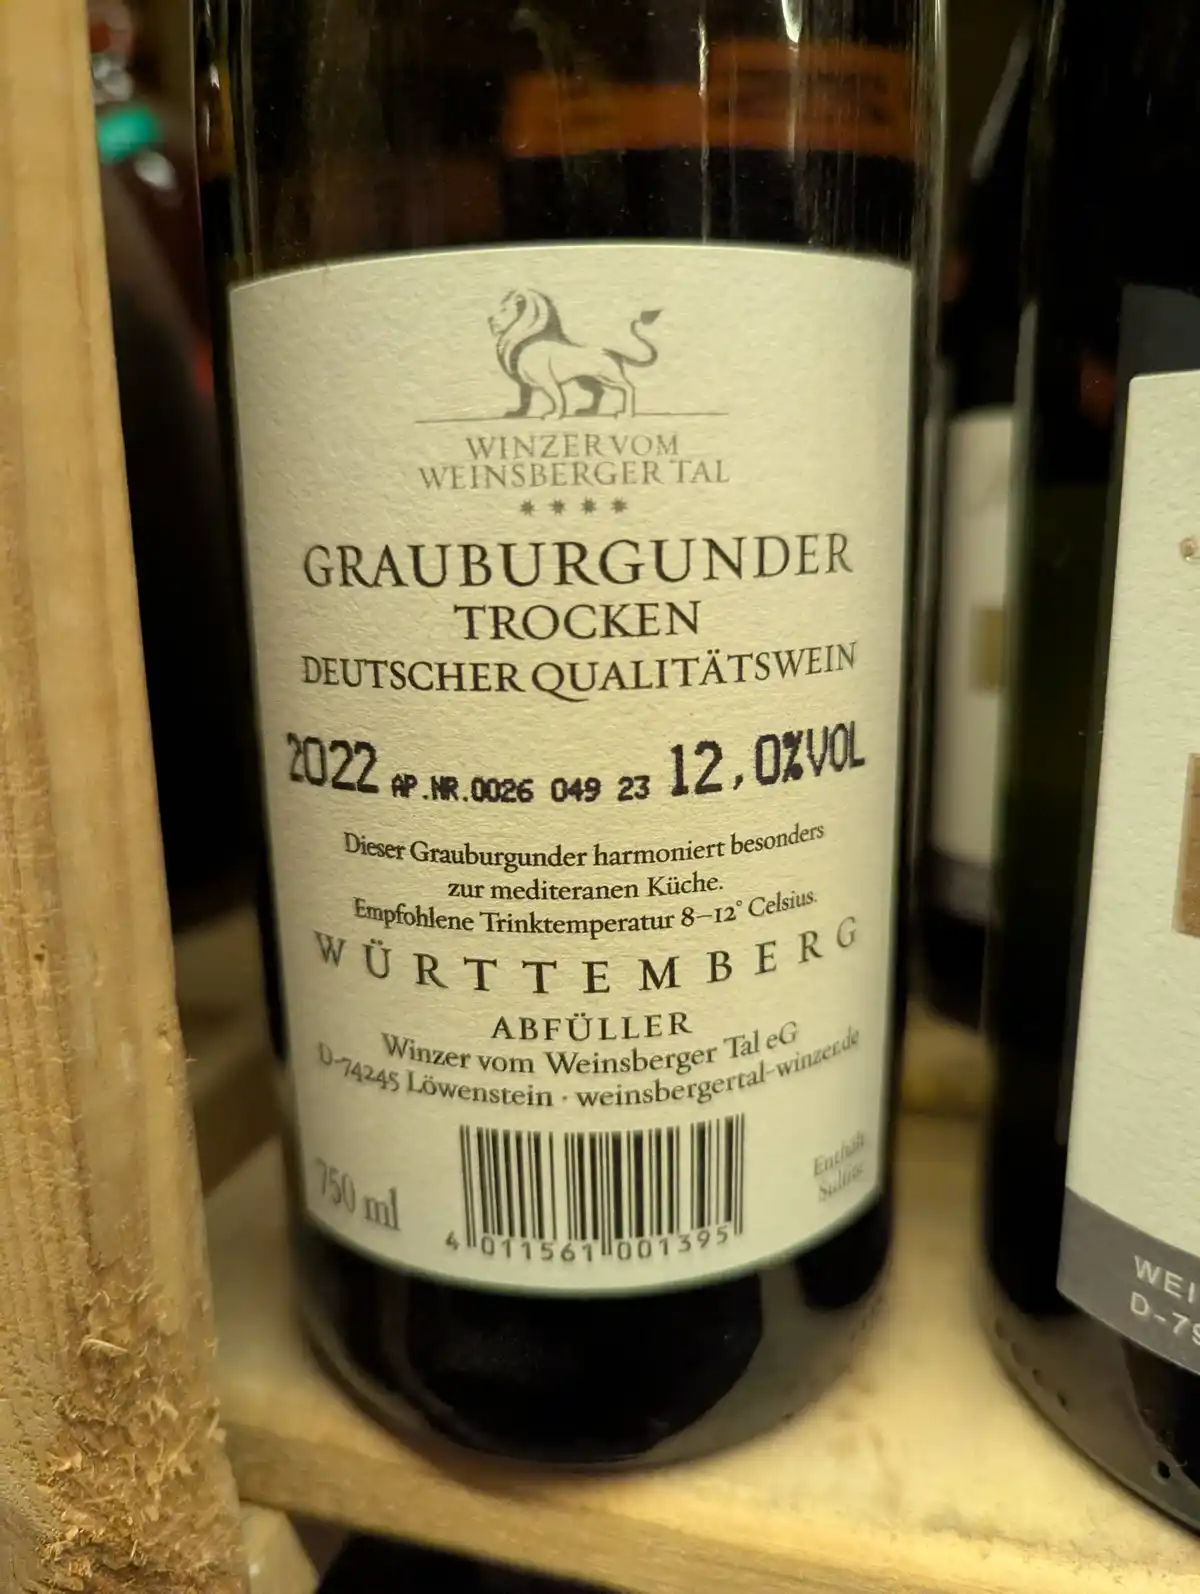 WINZER VOM
WEINSBERGER TAL
GRAUBURGUNDER
TROCKEN
DEUTSCHER QUALITÄTSWEIN
2022 AP.NR.0026 049 23 12,0%VOL
Dieser Grauburgunder harmoniert besonders
zur mediteranen Küche.
Empfohlene Trinktemperatur 8–12° Celsius.
WÜRTTEMBERG
ABFÜLLER
Winzer vom Weinsberger Tal eG
D-74245 Löwenstein · weinsbergertal-winzer.de
750 ml
Enthält
Sulfite
4 011561 001395
WEI
D-79